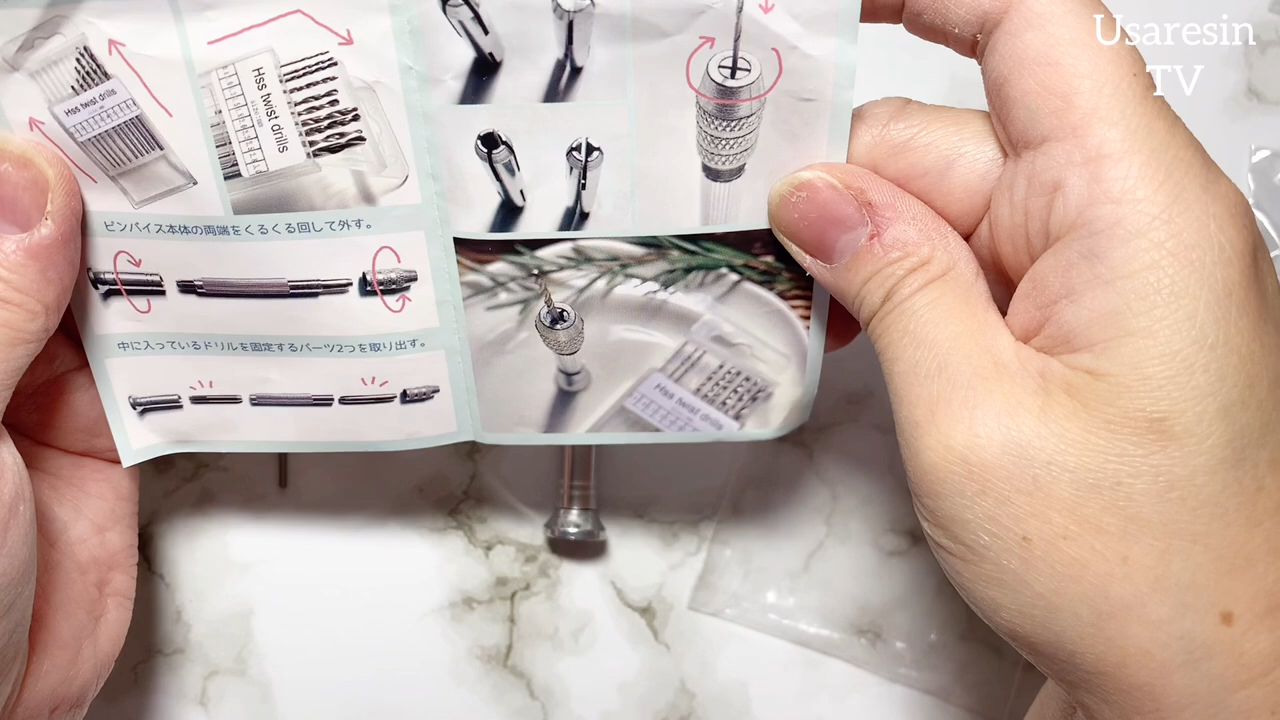 Usaresin
TV
Hss twist drills
Hss twist drills
ピンバイス本体の両端をくるくる回して外す。
中に入っているドリルを固定するパーツ2つを取り出す。
Hss twist drills